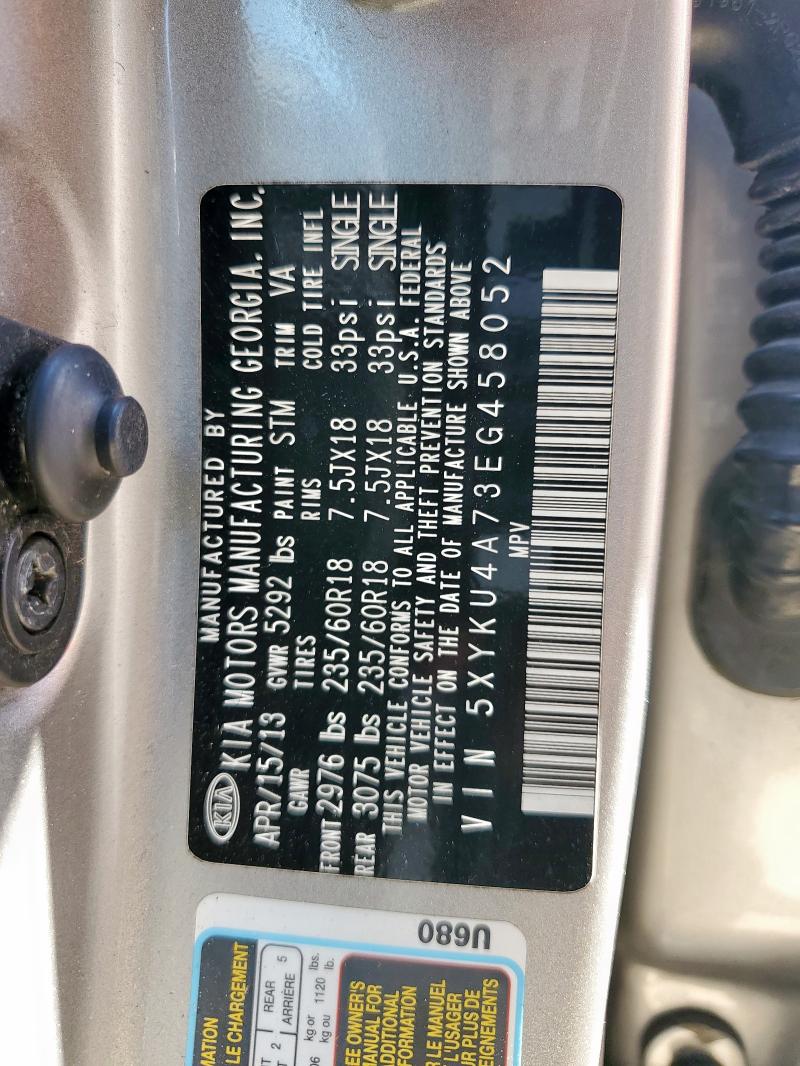 MANUFACTURED BY
KIA KIA MOTORS MANUFACTURING GEORGIA, INC.
APR/15/13 GVWR 5292 lbs PAINT STM TRIM VA
GAWR TIRES RIMS COLD TIRE INFL
FRONT 2976 lbs 235/60R18 7.5JX18 33psi SINGLE
REAR 3075 lbs 235/60R18 7.5JX18 33psi SINGLE
THIS VEHICLE CONFORMS TO ALL APPLICABLE U.S.A. FEDERAL
MOTOR VEHICLE SAFETY AND THEFT PREVENTION STANDARDS
IN EFFECT ON THE DATE OF MANUFACTURE SHOWN ABOVE
VIN 5XYKU4A73EG458052
MPV
U680
LE CHARGEMENT
2 REAR 5
ARRIÈRE
kg or 1120 lbs.
kg ou lb.
OWNER'S
MANUAL FOR
ADDITIONAL
LE MANUEL
PLUS DE